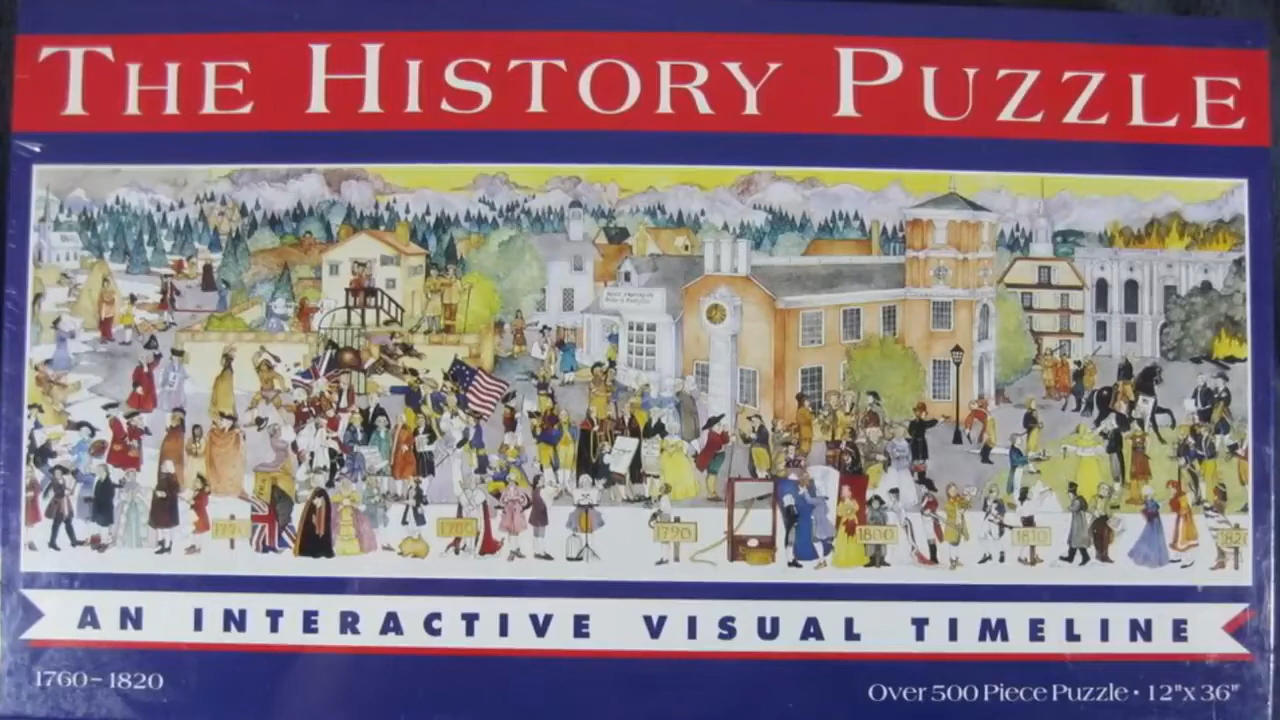 THE HISTORY PUZZLE
1770
1780
1790
1800
1810
1820
AN INTERACTIVE VISUAL TIMELINE
1760-1820
Over 500 Piece Puzzle • 12"x 36"